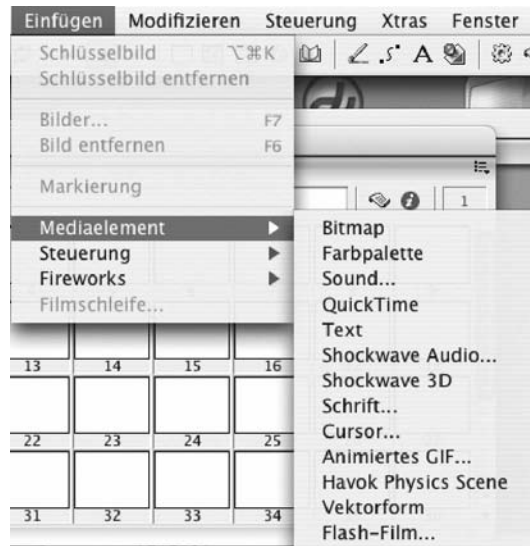 Einfügen Modifizieren Steuerung Xtras Fenster
Schlüsselbild ⌥⌘K
Schlüsselbild entfernen
Bilder... F7
Bild entfernen F6
Markierung
Mediaelement
Steuerung
Fireworks
Filmschleife...
1
Bitmap
Farbpalette
Sound...
QuickTime
Text
Shockwave Audio...
Shockwave 3D
Schrift...
Cursor...
Animiertes GIF...
Havok Physics Scene
Vektorform
Flash-Film...
13 14 15 16
22 23 24 25
31 32 33 34